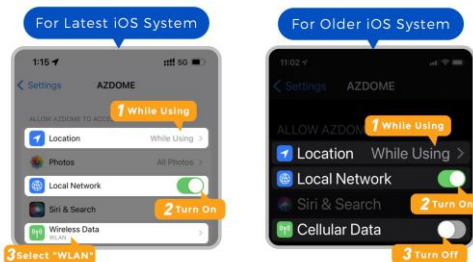 For Latest iOS System
1:15
5G
Settings
AZDOME
ALLOW AZDOME TO ACCE
1 While Using
Location
While Using
Photos
All Photos
Local Network
2 Turn On
Siri & Search
Wireless Data
WLAN
3 Select "WLAN"
For Older iOS System
11:02
Settings
AZDOME
ALLOW AZDOM
1 While Using
Location
While Using
Local Network
Siri & Search
2 Turn On
Cellular Data
3 Turn Off